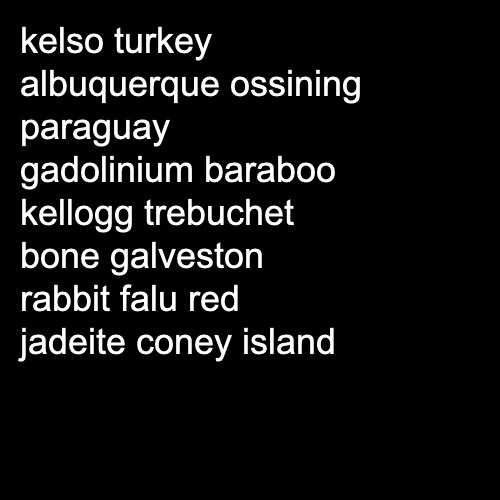 kelso turkey
albuquerque ossining
paraguay
gadolinium baraboo
kellogg trebuchet
bone galveston
rabbit falu red
jadeite coney island